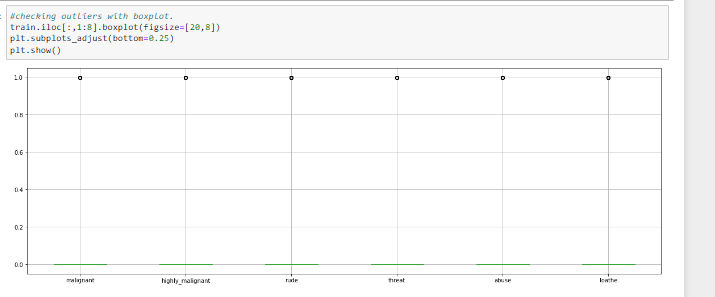 #checking outliers with boxplot.
train.iloc[:,1:8].boxplot(figsize=[20,8])
plt.subplots_adjust(bottom=0.25)
plt.show()
1.0
0.8
0.6
0.4
0.2
0.0
malignant highly_malignant rude threat abuse loathe